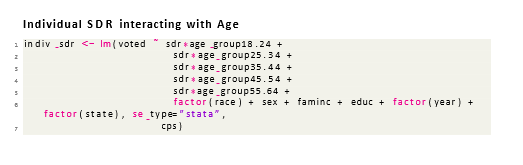 Individual SDR interacting with Age
1 indiv_sdr <- lm(voted ~ sdr*age_group18.24 +
2 sdr*age_group25.34 +
3 sdr*age_group35.44 +
4 sdr*age_group45.54 +
5 sdr*age_group55.64 +
6 factor(race) + sex + faminc + educ + factor(year) +
factor(state), se_type="stata",
7 cps)